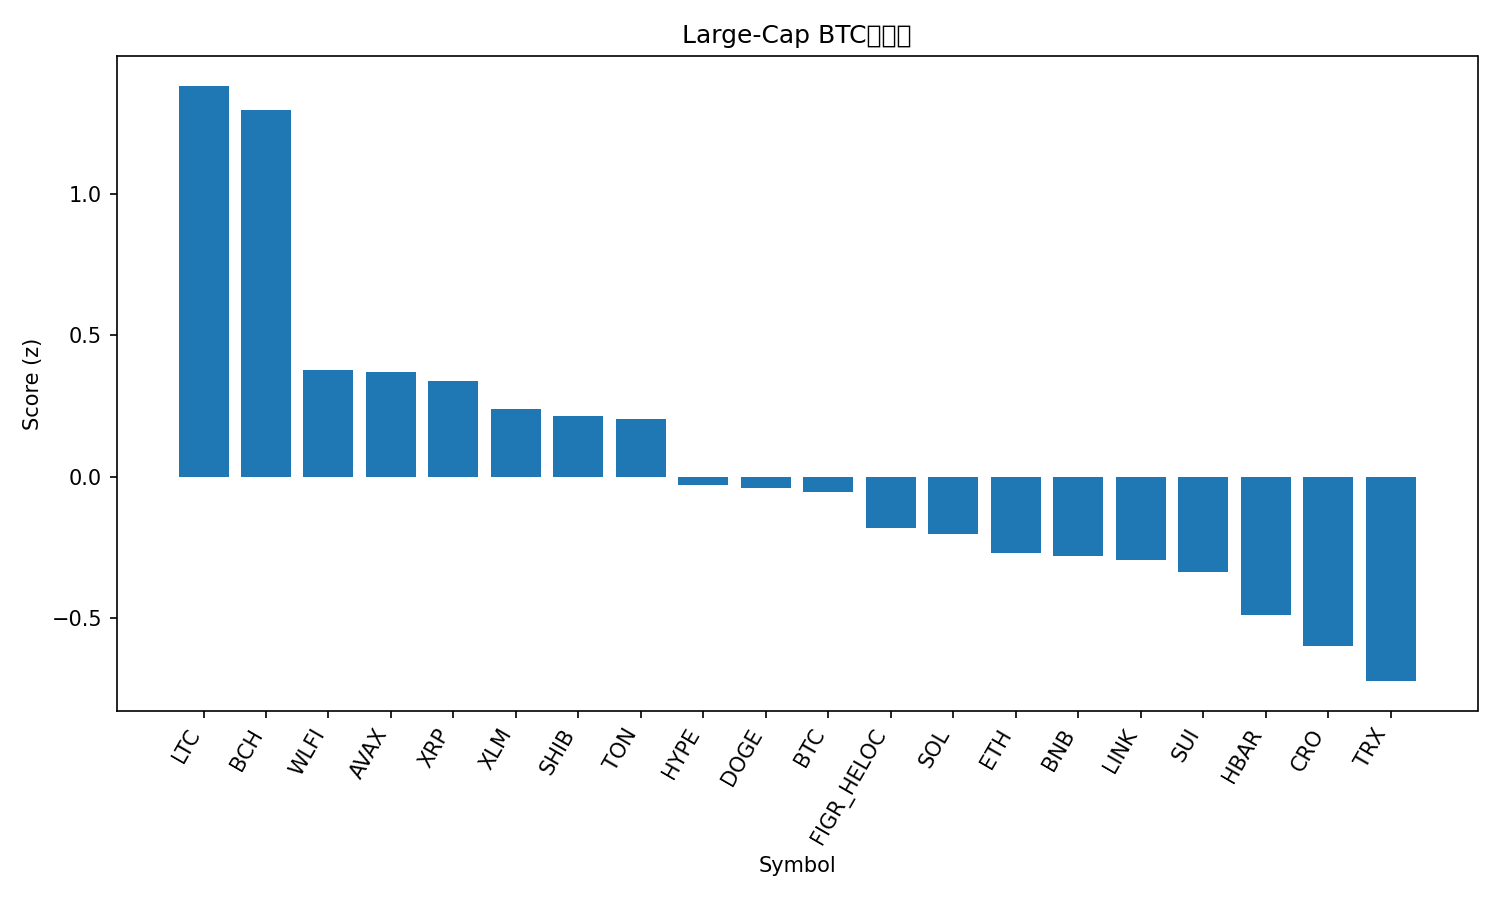 Large-Cap BTC
1.0
0.5
0.0
−0.5
Score (z)
LTC
BCH
WLFI
AVAX
XRP
XLM
SHIB
TON
HYPE
DOGE
BTC
FIGR_HELOC
SOL
ETH
BNB
LINK
SUI
HBAR
CRO
TRX
Symbol